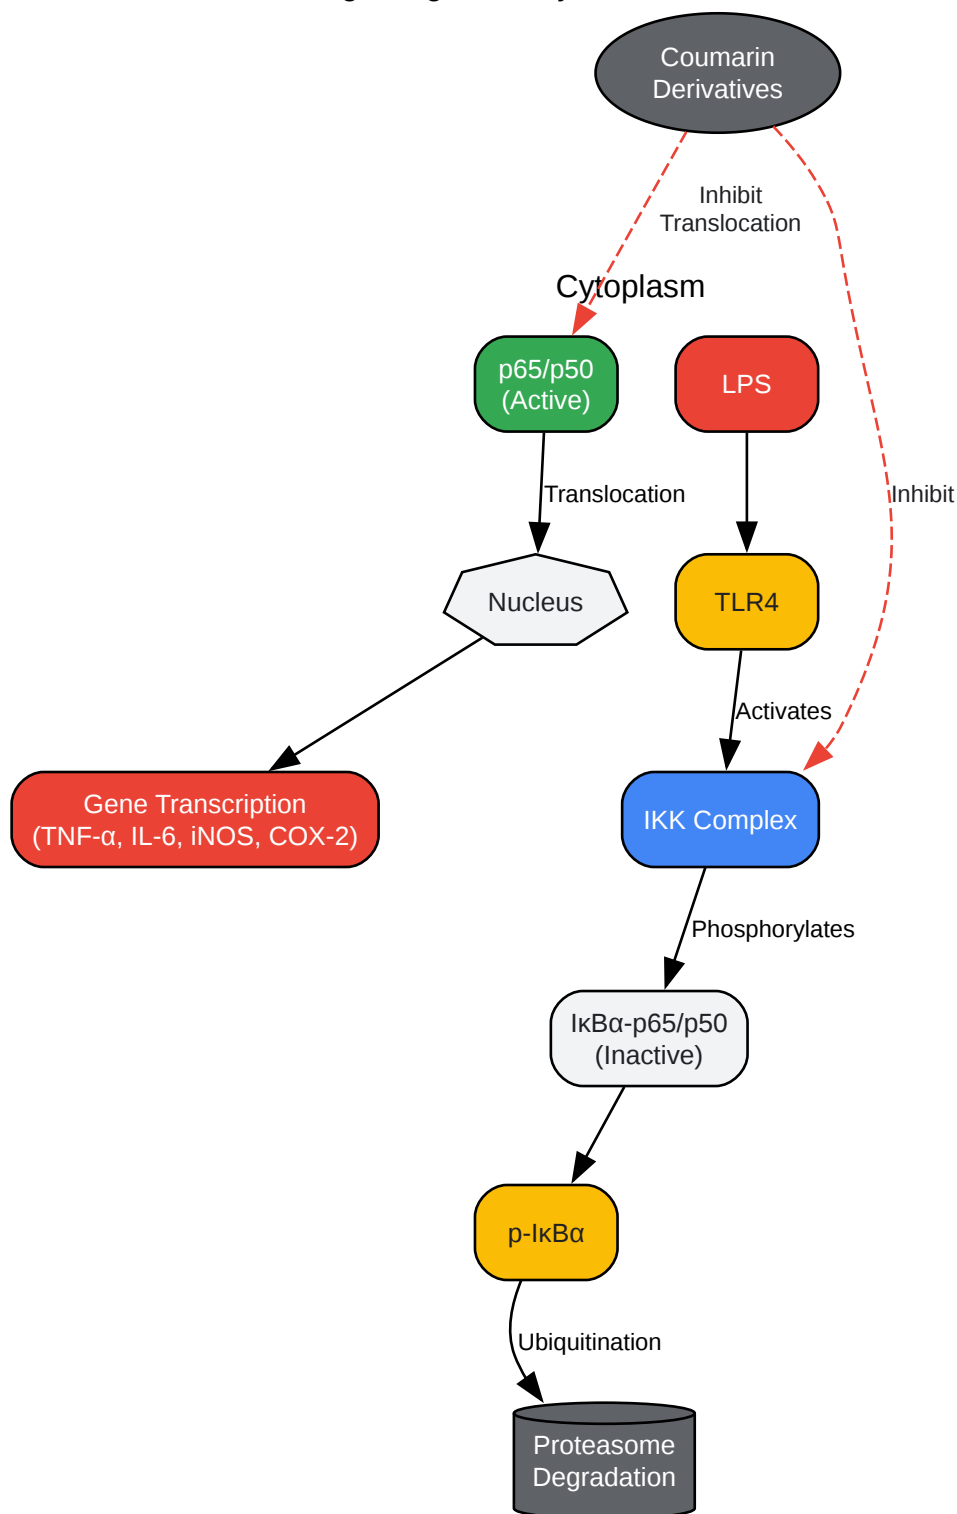 Coumarin
Derivatives
Inhibit
Translocation
Cytoplasm
p65/p50
(Active)
LPS
Translocation
Inhibit
Nucleus
TLR4
Activates
Gene Transcription
(TNF-α, IL-6, iNOS, COX-2)
IKK Complex
Phosphorylates
IκBα-p65/p50
(Inactive)
p-IκBα
Ubiquitination
Proteasome
Degradation